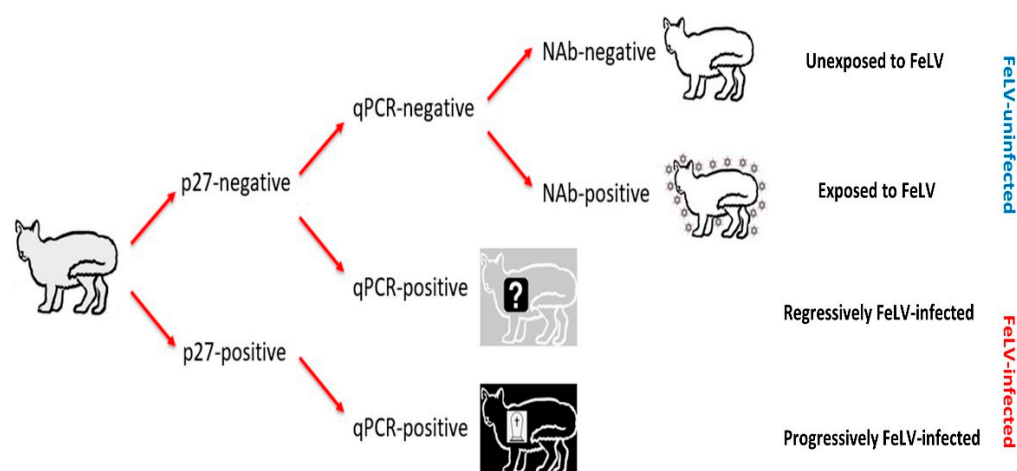 NAb-negative
Unexposed to FeLV
qPCR-negative
p27-negative
NAb-positive
Exposed to FeLV
FeLV-uninfected
qPCR-positive
?
Regressively FeLV-infected
p27-positive
qPCR-positive
Progressively FeLV-infected
FeLV-infected